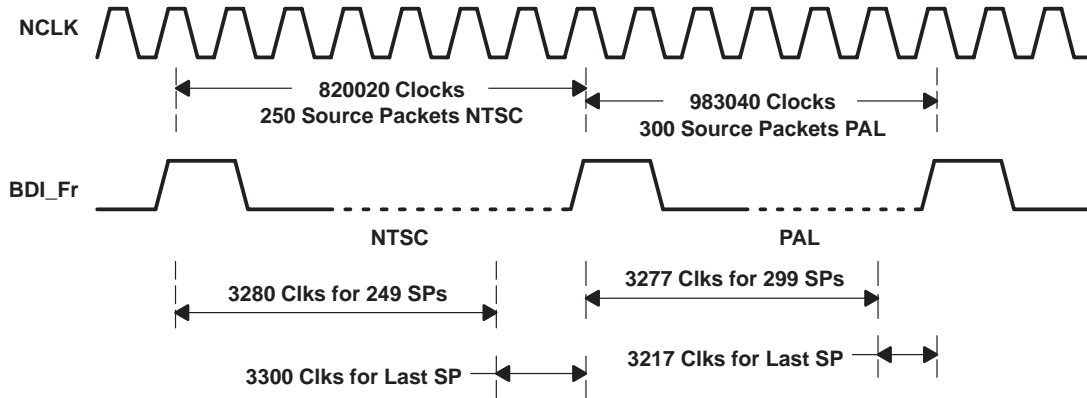 NCLK
820020 Clocks
250 Source Packets NTSC
983040 Clocks
300 Source Packets PAL
BDI_Fr
NTSC
PAL
3280 Clks for 249 SPs
3277 Clks for 299 SPs
3300 Clks for Last SP
3217 Clks for Last SP